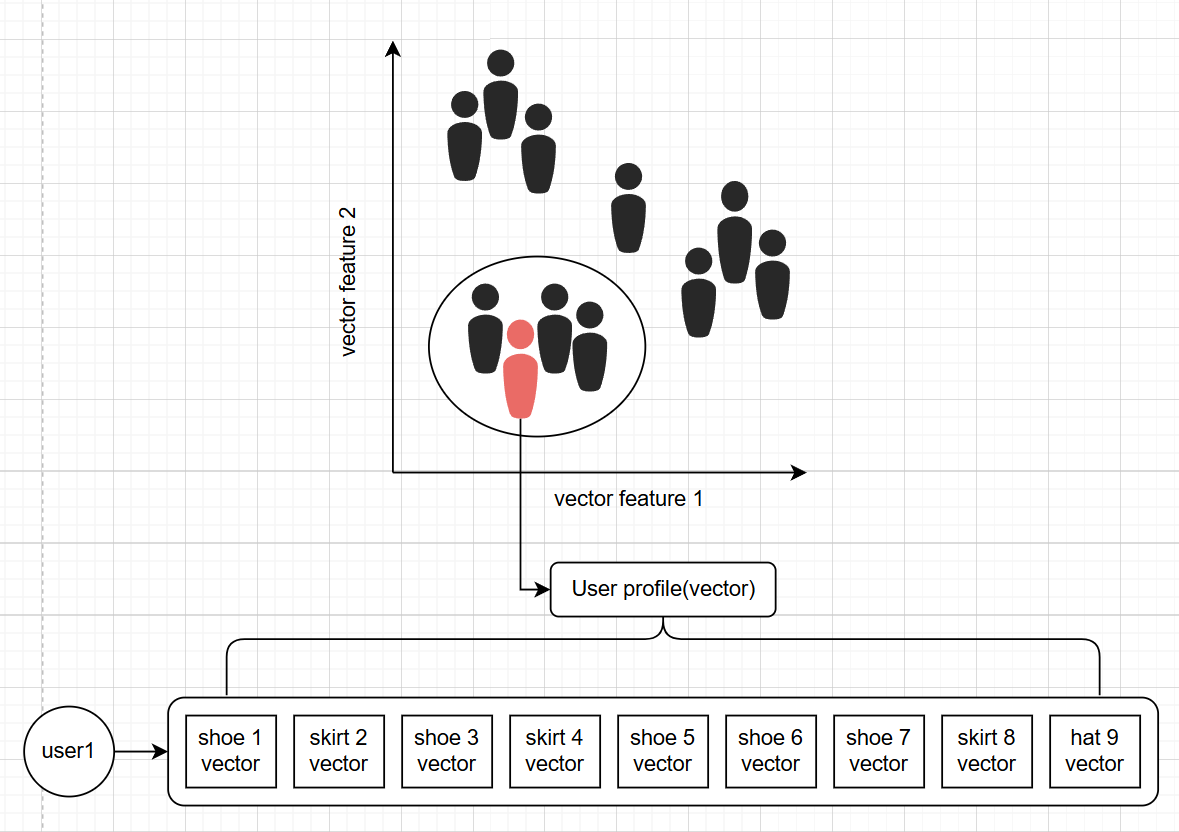 vector feature 2
vector feature 1
User profile(vector)
user1
shoe 1
vector
skirt 2
vector
shoe 3
vector
skirt 4
vector
shoe 5
vector
shoe 6
vector
shoe 7
vector
skirt 8
vector
hat 9
vector